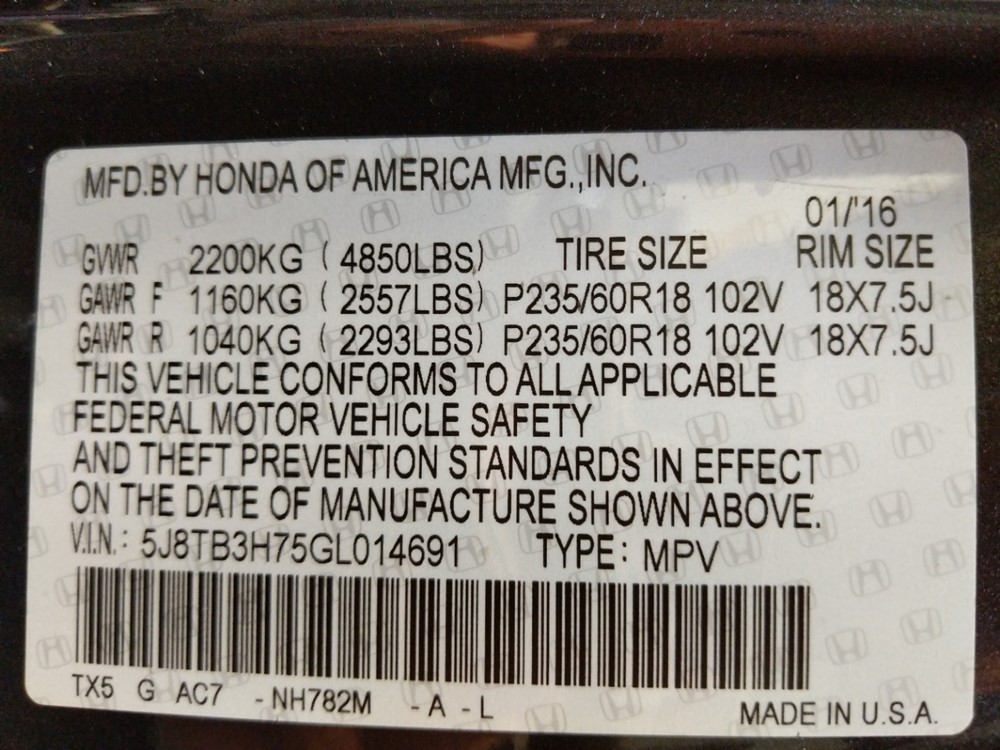 MFD.BY HONDA OF AMERICA MFG.,INC.
01/'16
GVWR 2200KG ( 4850LBS) TIRE SIZE RIM SIZE
GAWR F 1160KG ( 2557LBS) P235/60R18 102V 18X7.5J
GAWR R 1040KG ( 2293LBS) P235/60R18 102V 18X7.5J
THIS VEHICLE CONFORMS TO ALL APPLICABLE
FEDERAL MOTOR VEHICLE SAFETY
AND THEFT PREVENTION STANDARDS IN EFFECT
ON THE DATE OF MANUFACTURE SHOWN ABOVE.
V.I.N.: 5J8TB3H75GL014691 TYPE: MPV
TX5 G AC7 -NH782M -A -L
MADE IN U.S.A.